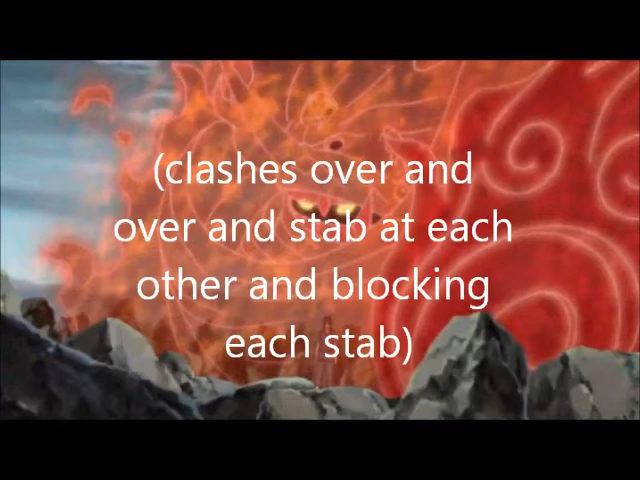 (clashes over and
over and stab at each
other and blocking
each stab)